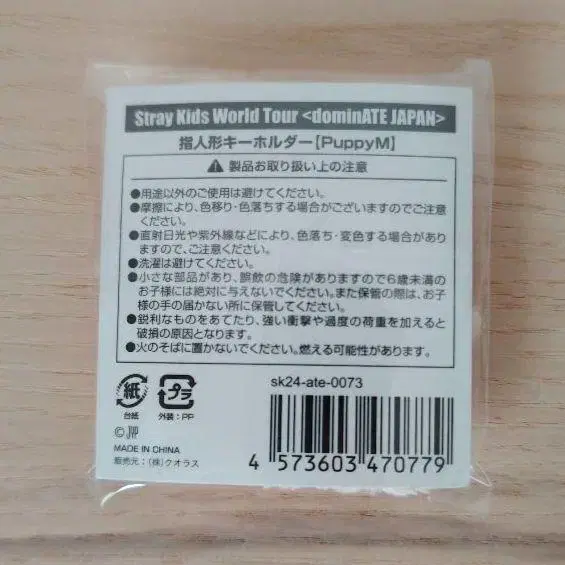 Stray Kids World Tour <dominATE JAPAN>
指人形キーホルダー【PuppyM】
⚠ 製品お取り扱い上の注意
●用途以外のご使用は避けてください。
●摩擦により、色移り・色落ちする場合がございますのでご注意
ください。
●直射日光や紫外線などにより、色落ち・変色する場合があり
ますので、ご注意ください。
●洗濯は避けてください。
●小さな部品があり、誤飲の危険がありますので6歳未満の
お子様には絶対に与えないでください。また保管の際は、お子
様の手の届かない所に保管してください。
●鋭利なものをあてたり、強い衝撃や過度の荷重を加えると
破損の原因となります。
●火のそばに置かないでください。燃える可能性があります。
紙
台紙
プラ
外装：PP
sk24-ate-0073
© JYP
MADE IN CHINA
販売元：(株)クオラス
4 573603 470779